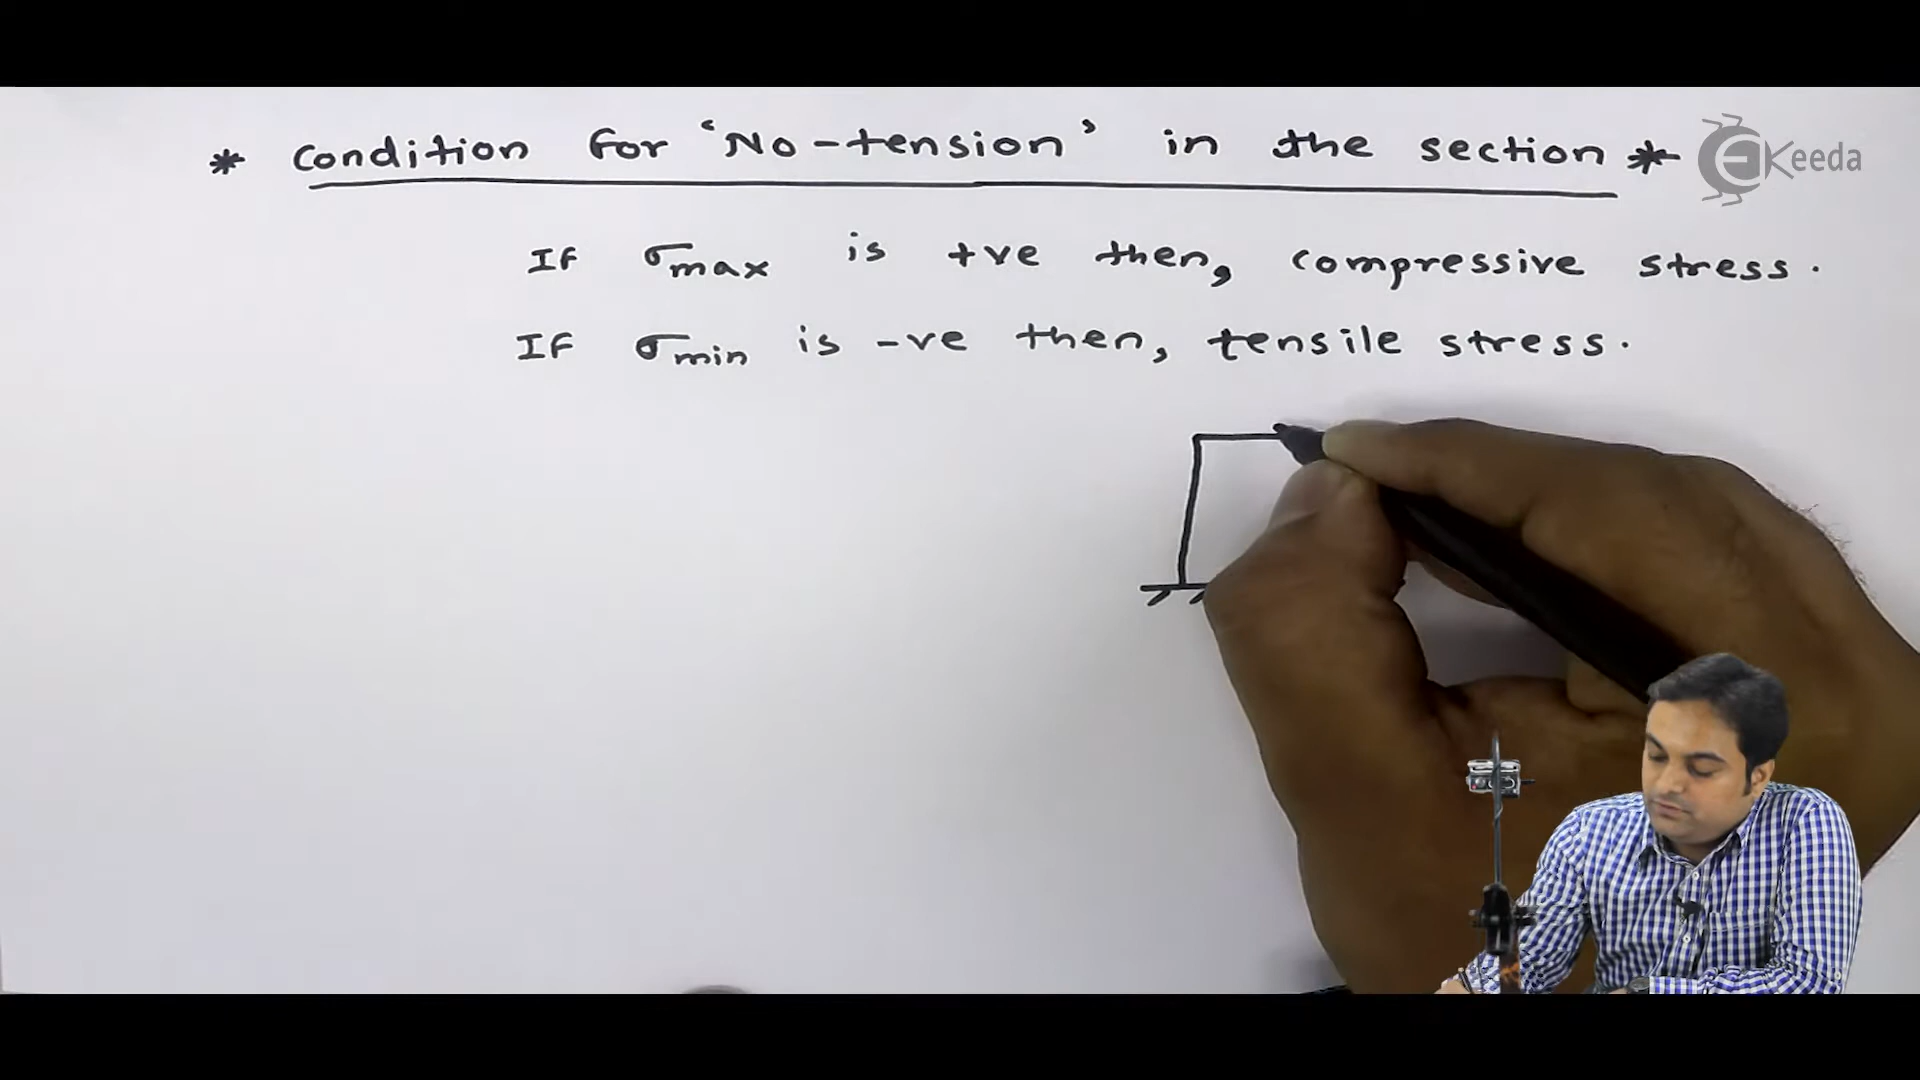 * Condition for 'No-tension' in the section *
EKeeda
If σmax is +ve then, compressive stress.
If σmin is -ve then, tensile stress.